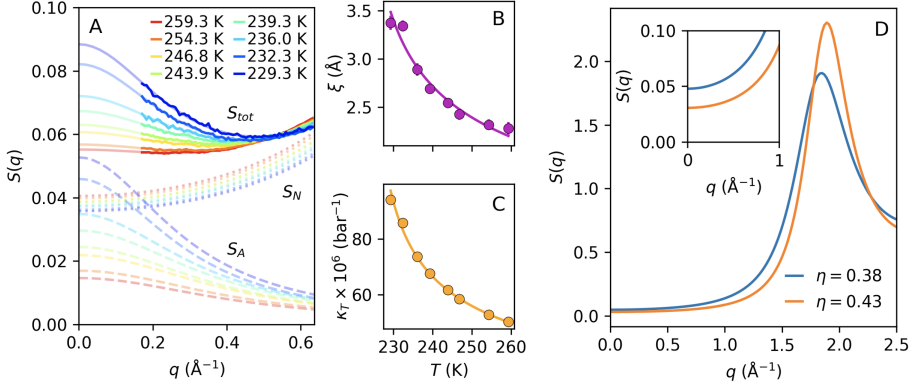 A
259.3 K
254.3 K
246.8 K
243.9 K
239.3 K
236.0 K
232.3 K
229.3 K
S_tot
S_N
S_A
S(q)
0.10
0.08
0.06
0.04
0.02
0.00
0.0 0.2 0.4 0.6
q (Å⁻¹)
B
ξ (Å)
3.5
3.0
2.5
C
κ_T × 10⁶ (bar⁻¹)
80
60
230 240 250 260
T (K)
D
S(q)
2.0
1.5
1.0
0.5
0.0
0.0 0.5 1.0 1.5 2.0 2.5
q (Å⁻¹)
S(q)
0.10
0.05
0.00
0 1
q (Å⁻¹)
η = 0.38
η = 0.43